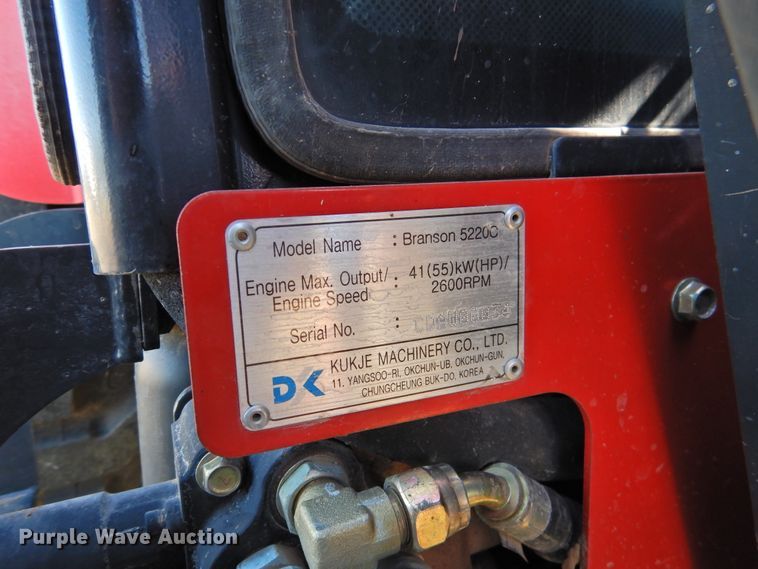 Model Name : Branson 5220C
Engine Max. Output/ : 41(55)kW(HP)/
Engine Speed 2600RPM
Serial No. :
DK KUKJE MACHINERY CO., LTD.
11, YANGSOO-RI, OKCHUN-UB, OKCHUN-GUN,
CHUNGCHEUNG BUK-DO, KOREA
Purple Wave Auction